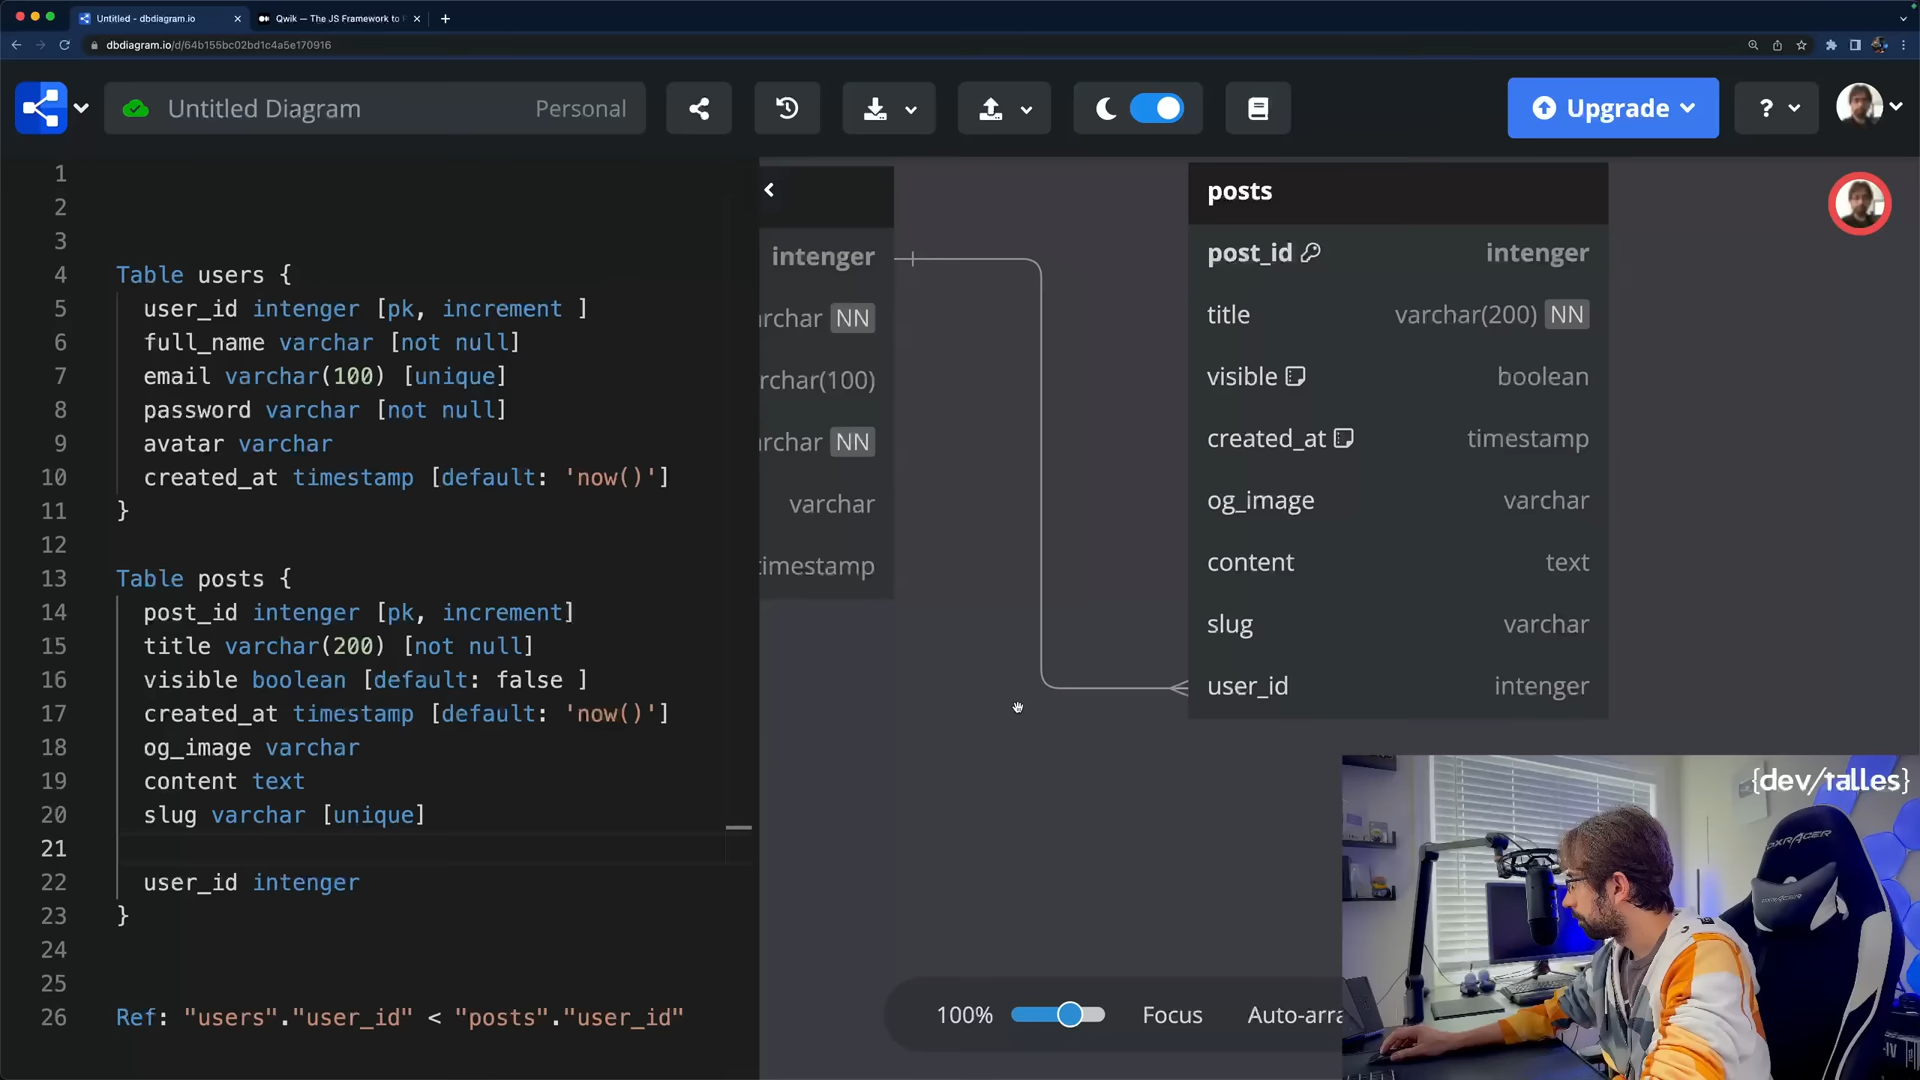 Untitled - dbdiagram.io
Qwik — The JS Framework to
dbdiagram.io/d/64b155bc02bd1c4a5e170916
Untitled Diagram
Personal
Upgrade
?
1
2
3
4 Table users {
5 user_id intenger [pk, increment ]
6 full_name varchar [not null]
7 email varchar(100) [unique]
8 password varchar [not null]
9 avatar varchar
10 created_at timestamp [default: 'now()']
11 }
12
13 Table posts {
14 post_id intenger [pk, increment]
15 title varchar(200) [not null]
16 visible boolean [default: false ]
17 created_at timestamp [default: 'now()']
18 og_image varchar
19 content text
20 slug varchar [unique]
21
22 user_id intenger
23 }
24
25
26 Ref: "users"."user_id" < "posts"."user_id"
intenger
rchar NN
rchar(100)
rchar NN
varchar
timestamp
posts
post_id intenger
title varchar(200) NN
visible boolean
created_at timestamp
og_image varchar
content text
slug varchar
user_id intenger
100% Focus Auto-arra
{dev/talles}
DXRACER